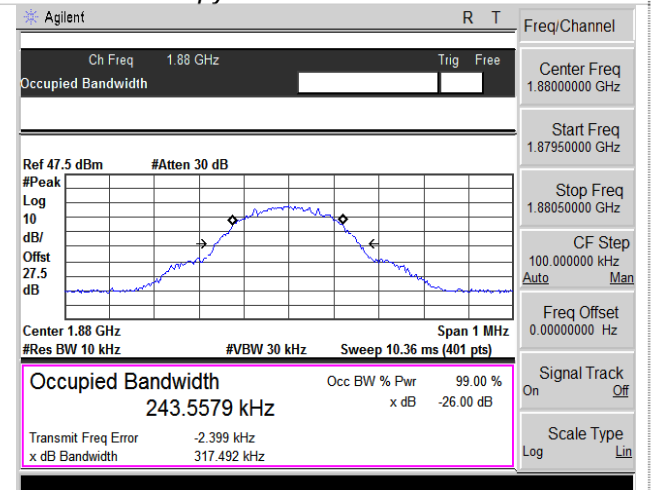 Agilent R T
Freq/Channel
Ch Freq 1.88 GHz Trig Free
Occupied Bandwidth
Center Freq
1.88000000 GHz
Start Freq
1.87950000 GHz
Stop Freq
1.88050000 GHz
CF Step
100.000000 kHz
Auto Man
Freq Offset
0.00000000 Hz
Signal Track
On Off
Scale Type
Log Lin
Ref 47.5 dBm #Atten 30 dB
#Peak
Log
10
dB/
Offst
27.5
dB
Center 1.88 GHz Span 1 MHz
#Res BW 10 kHz #VBW 30 kHz Sweep 10.36 ms (401 pts)
Occupied Bandwidth Occ BW % Pwr 99.00 %
243.5579 kHz x dB -26.00 dB
Transmit Freq Error -2.399 kHz
x dB Bandwidth 317.492 kHz